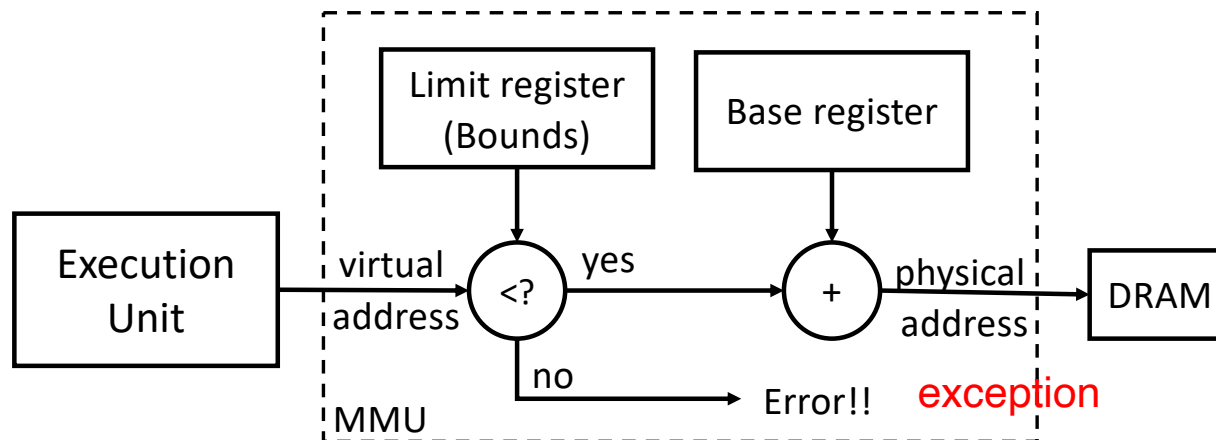 Limit register
(Bounds)
Base register
Execution
Unit
virtual
address
<?
yes
+
physical
address
DRAM
no
Error!!
exception
MMU